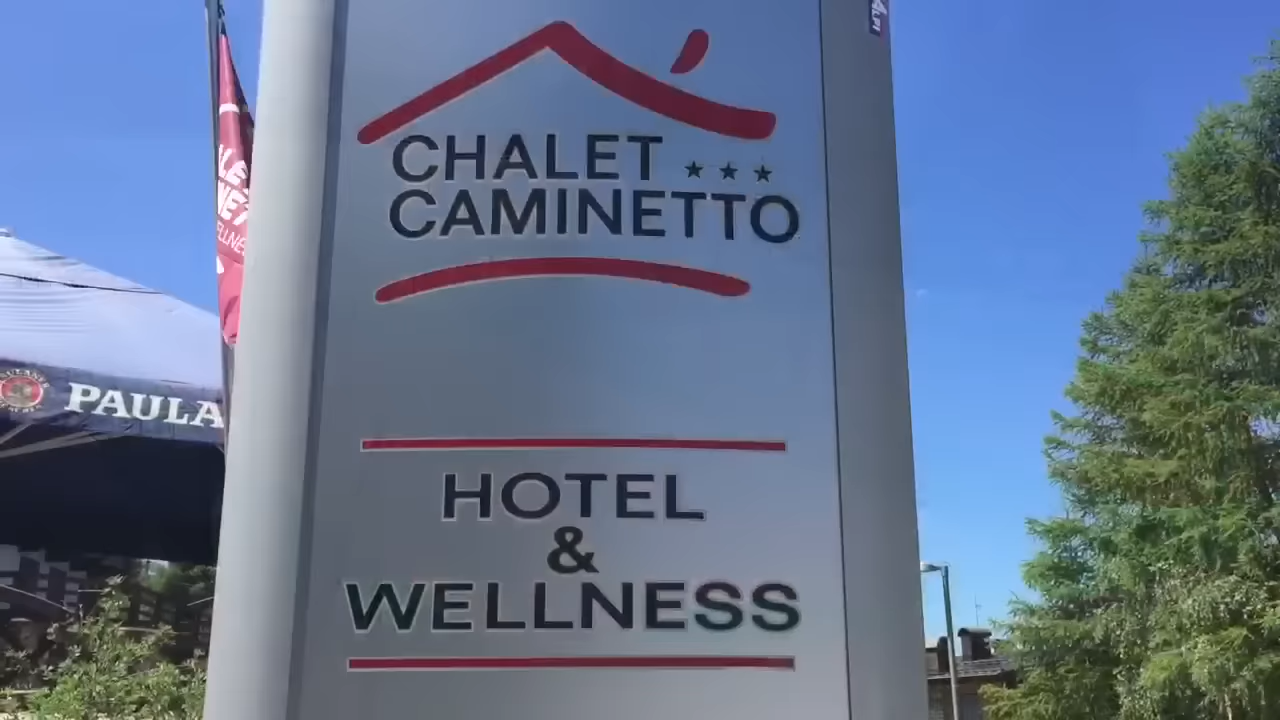 CHALET ★★★
CAMINETTO
HOTEL
&
WELLNESS
PAULA